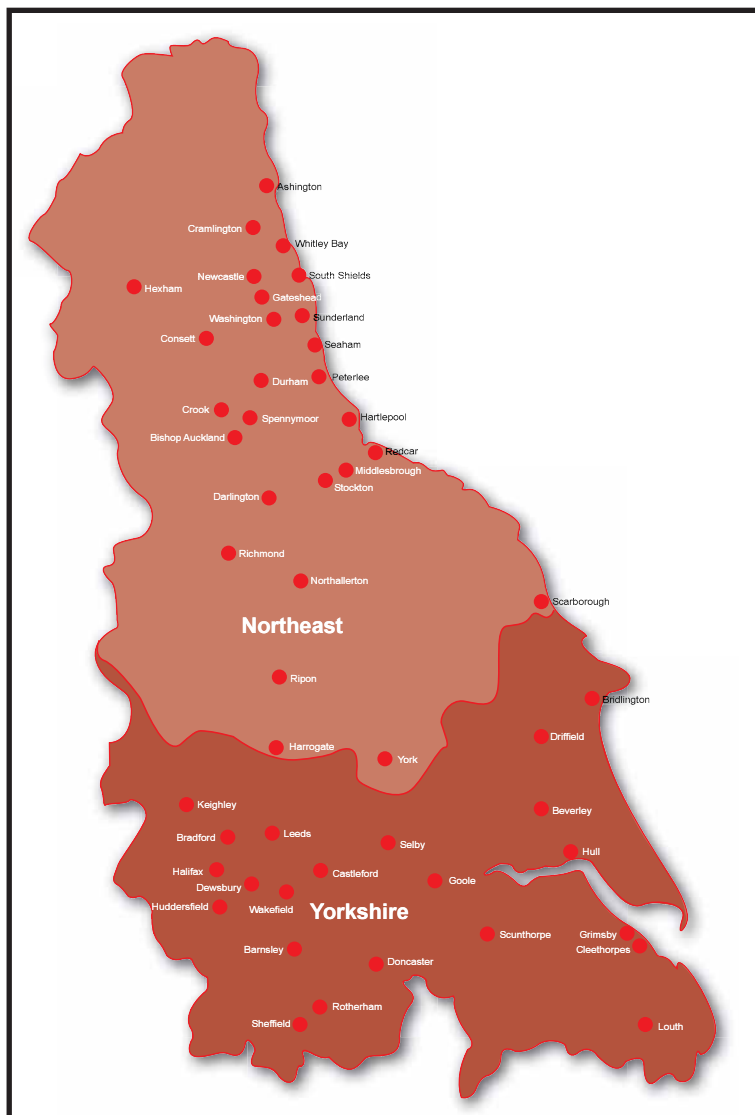 Ashington
Cramlington
Whitley Bay
Newcastle
South Shields
Hexham
Gateshead
Washington
Sunderland
Consett
Seaham
Durham
Peterlee
Crook
Spennymoor
Hartlepool
Bishop Auckland
Redcar
Middlesbrough
Stockton
Darlington
Richmond
Northallerton
Scarborough
Northeast
Ripon
Bridlington
Driffield
Harrogate
York
Keighley
Beverley
Bradford
Leeds
Selby
Hull
Halifax
Castleford
Dewsbury
Goole
Huddersfield
Wakefield
Yorkshire
Scunthorpe
Grimsby
Cleethorpes
Barnsley
Doncaster
Rotherham
Sheffield
Louth